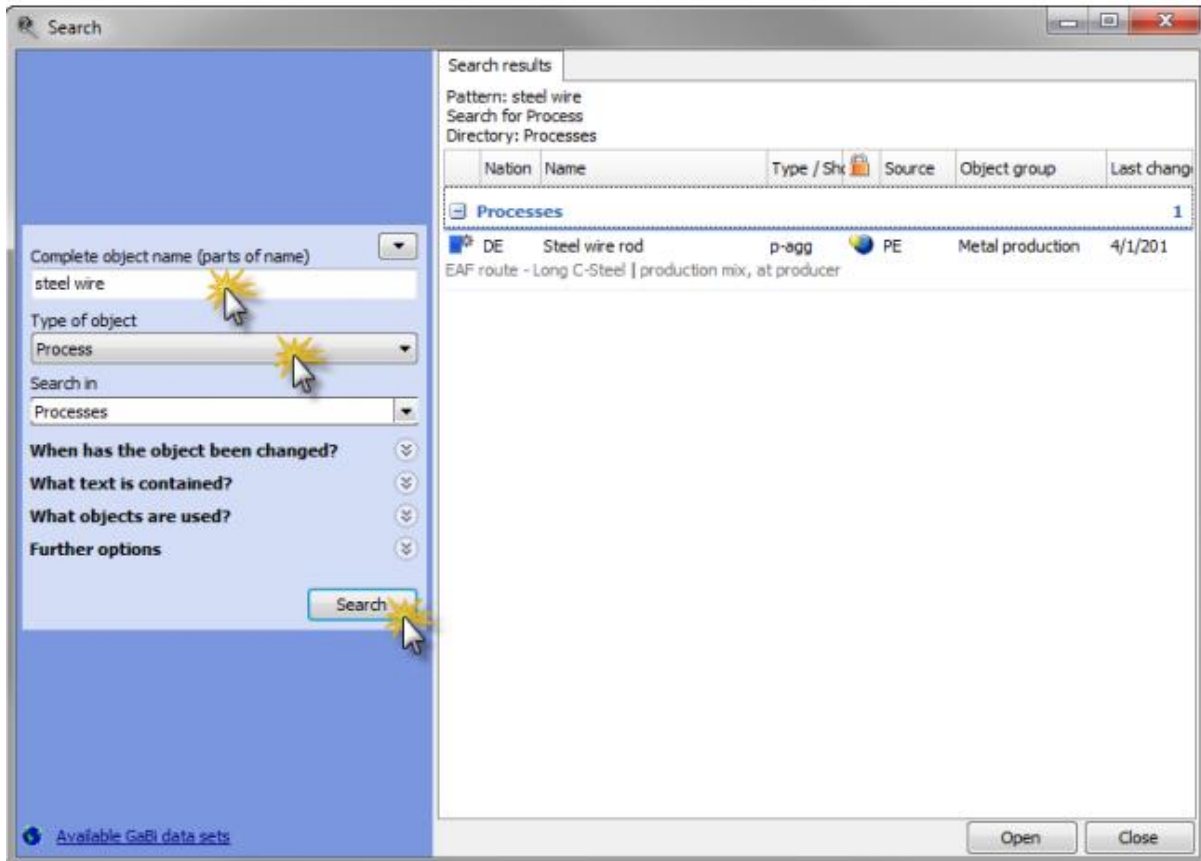 Search
Complete object name (parts of name)
steel wire
Type of object
Process
Search in
Processes
When has the object been changed?
What text is contained?
What objects are used?
Further options
Search
Available GaBi data sets
Search results
Pattern: steel wire
Search for Process
Directory: Processes
Nation Name Type / Sho Source Object group Last chang
Processes 1
DE Steel wire rod p-agg PE Metal production 4/1/201
EAF route - Long C-Steel | production mix, at producer
Open Close